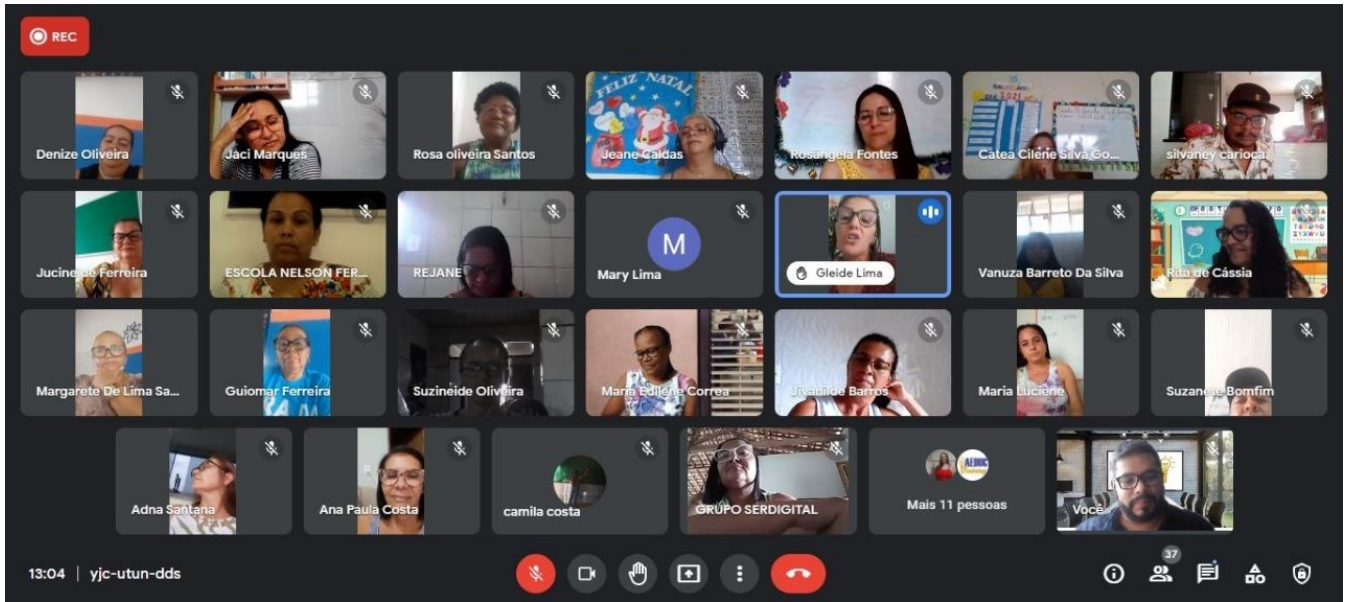 REC
Denize Oliveira
Jaci Marques
Rosa oliveira Santos
FELIZ NATAL
Jeane Caldas
Rosangela Fontes
2021
Catea Cilene Silva Go...
silvaney carioca
Jucineide Ferreira
ESCOLA NELSON FER...
REJANE
M
Mary Lima
Gleide Lima
Vanuza Barreto Da Silva
Rita de Cássia
Margarete De Lima Sa...
Guiomar Ferreira
Suzineide Oliveira
Maria Edilene Correa
Jivanilde Barros
Maria Luciene
Suzanete Bomfim
Adna Santana
Ana Paula Costa
camila costa
GRUPO SERDIGITAL
AEDUC
Mais 11 pessoas
Você
13:04 | yjc-utun-dds
37